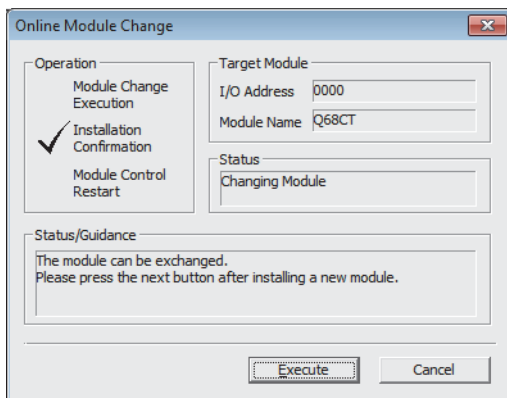 Online Module Change
Operation
Module Change
Execution
Installation
Confirmation
Module Control
Restart
Target Module
I/O Address 0000
Module Name Q68CT
Status
Changing Module
Status/Guidance
The module can be exchanged.
Please press the next button after installing a new module.
Execute Cancel